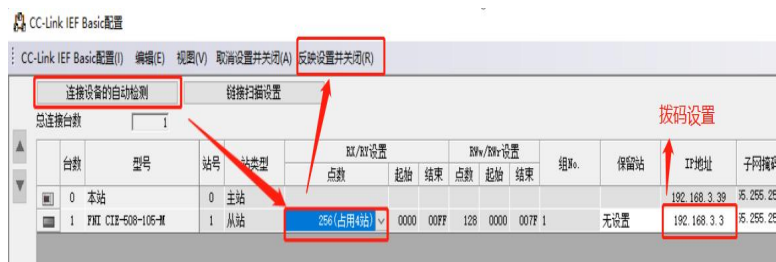 CC-Link IEF Basic配置
CC-Link IEF Basic配置(I) 编辑(E) 视图(V) 取消设置并关闭(A) 反映设置并关闭(R)
连接设备的自动检测 链接扫描设置
总连接台数 1
拨码设置
台数 型号 站号 站类型 RX/RY设置 RWw/RWr设置 组No. 保留站 IP地址 子网掩码
点数 起始 结束 点数 起始 结束
0 本站 0 主站 192.168.3.39 255.255.25
1 FNI CIE-508-105-M 1 从站 256(占用4站) 0000 00FF 128 0000 007F 1 无设置 192.168.3.3 255.255.25